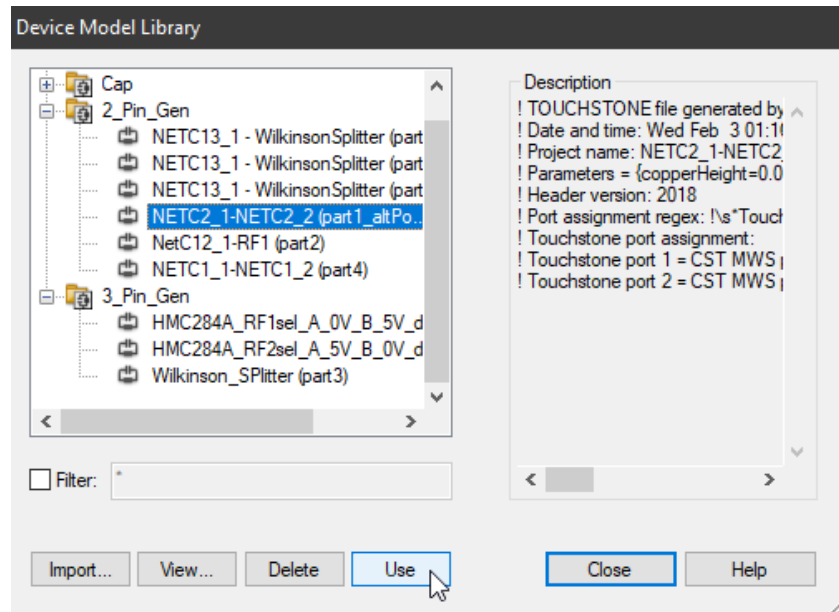 Device Model Library
Cap
2_Pin_Gen
NETC13_1 - WilkinsonSplitter (part
NETC13_1 - WilkinsonSplitter (part
NETC13_1 - WilkinsonSplitter (part
NETC2_1-NETC2_2 (part1_altPo...
NetC12_1-RF1 (part2)
NETC1_1-NETC1_2 (part4)
3_Pin_Gen
HMC284A_RF1sel_A_0V_B_5V_d
HMC284A_RF2sel_A_5V_B_0V_d
Wilkinson_SPlitter (part3)
Filter: *
Description
! TOUCHSTONE file generated by
! Date and time: Wed Feb 3 01:1
! Project name: NETC2_1-NETC2_
! Parameters = {copperHeight=0.0
! Header version: 2018
! Port assignment regex: !\s*Touch
! Touchstone port assignment:
! Touchstone port 1 = CST MWS
! Touchstone port 2 = CST MWS
Import... View... Delete Use Close Help